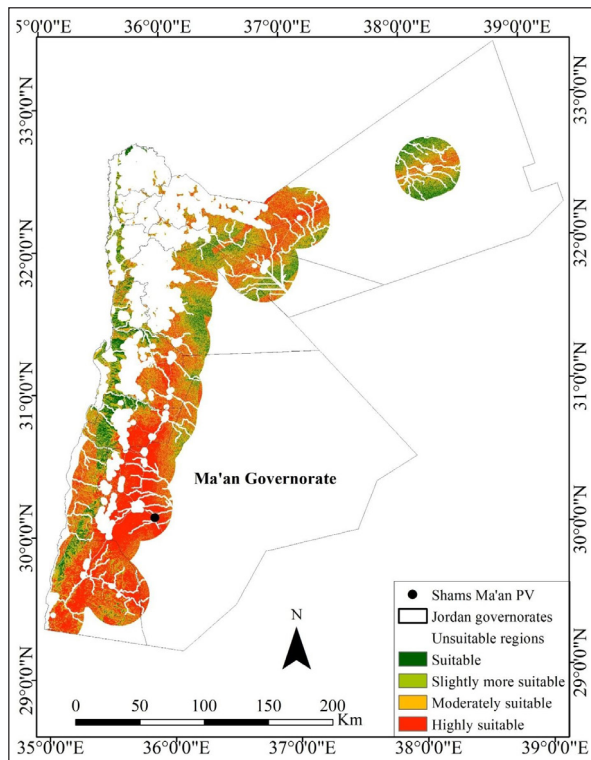 5°0'0"E 36°0'0"E 37°0'0"E 38°0'0"E 39°0'0"E
33°0'0"N
33°0'0"N
32°0'0"N
32°0'0"N
31°0'0"N
31°0'0"N
Ma'an Governorate
30°0'0"N
30°0'0"N
N
Shams Ma'an PV
Jordan governorates
Unsuitable regions
Suitable
Slightly more suitable
Moderately suitable
Highly suitable
29°0'0"N
29°0'0"N
0 50 100 150 200
Km
35°0'0"E 36°0'0"E 37°0'0"E 38°0'0"E 39°0'0"E